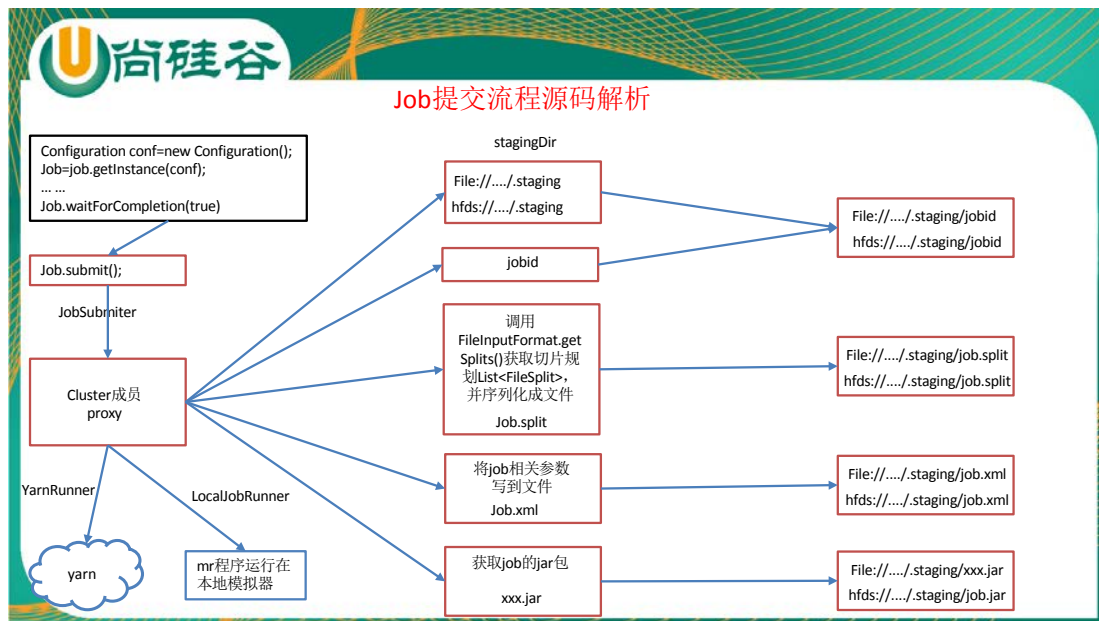 尚硅谷
Job提交流程源码解析
Configuration conf=new Configuration();
Job=job.getInstance(conf);
... ...
Job.waitForCompletion(true)
Job.submit();
JobSubmiter
Cluster成员
proxy
YarnRunner
LocalJobRunner
yarn
mr程序运行在
本地模拟器
stagingDir
File://..../.staging
hfds://..../.staging
jobid
调用
FileInputFormat.get
Splits()获取切片规
划List<FileSplit>,
并序列化成文件
Job.split
将job相关参数
写到文件
Job.xml
获取job的jar包
xxx.jar
File://..../.staging/jobid
hfds://..../.staging/jobid
File://..../.staging/job.split
hfds://..../.staging/job.split
File://..../.staging/job.xml
hfds://..../.staging/job.xml
File://..../.staging/xxx.jar
hfds://..../.staging/job.jar